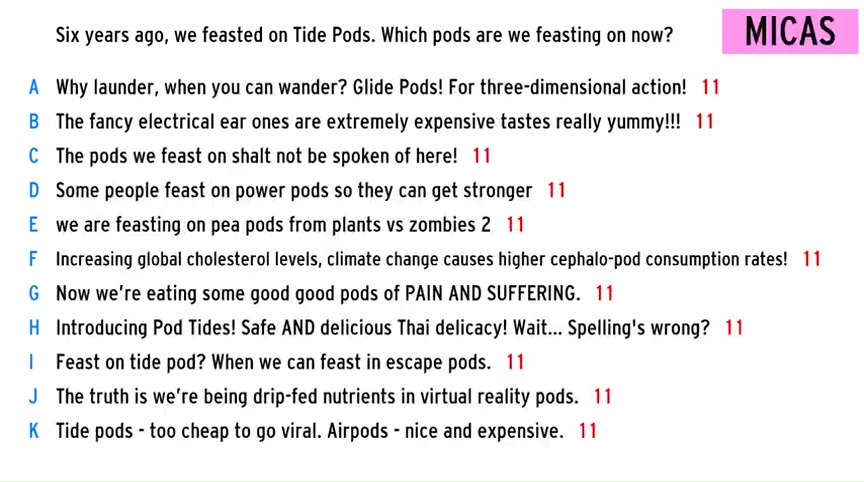 Six years ago, we feasted on Tide Pods. Which pods are we feasting on now?
MICAS
A Why launder, when you can wander? Glide Pods! For three-dimensional action! 11
B The fancy electrical ear ones are extremely expensive tastes really yummy!!! 11
C The pods we feast on shalt not be spoken of here! 11
D Some people feast on power pods so they can get stronger 11
E we are feasting on pea pods from plants vs zombies 2 11
F Increasing global cholesterol levels, climate change causes higher cephalo-pod consumption rates! 11
G Now we're eating some good good pods of PAIN AND SUFFERING. 11
H Introducing Pod Tides! Safe AND delicious Thai delicacy! Wait... Spelling's wrong? 11
I Feast on tide pod? When we can feast in escape pods. 11
J The truth is we're being drip-fed nutrients in virtual reality pods. 11
K Tide pods - too cheap to go viral. Airpods - nice and expensive. 11